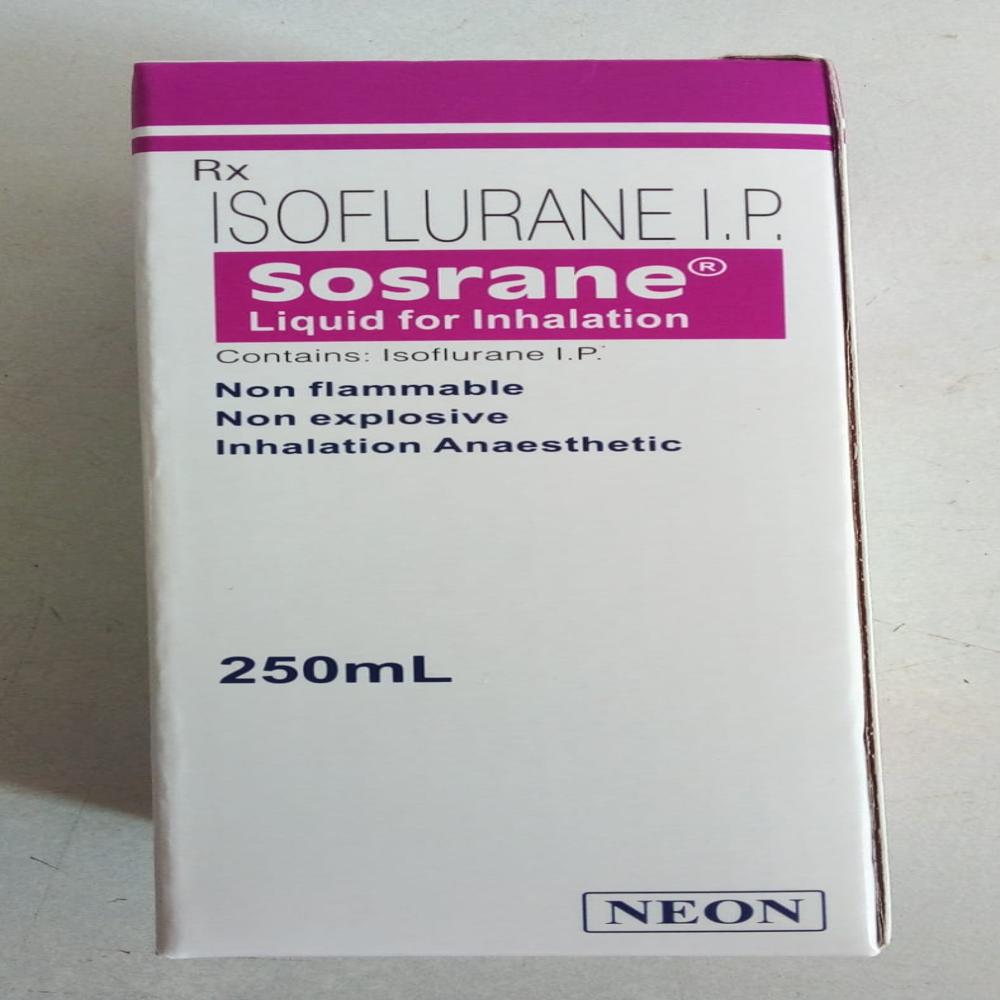 Rx
ISOFLURANE I.P.
Sosrane®
Liquid for Inhalation
Contains: Isoflurane I.P.
Non flammable
Non explosive
Inhalation Anaesthetic
250mL
NEON